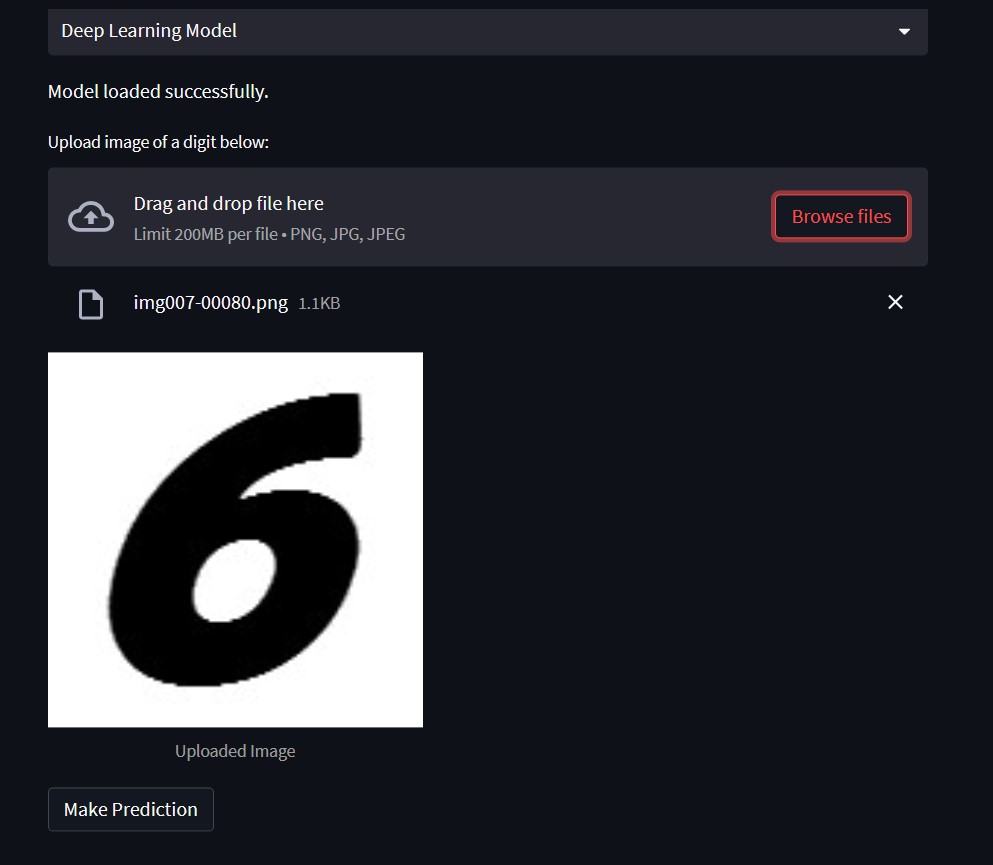 Deep Learning Model
Model loaded successfully.
Upload image of a digit below:
Drag and drop file here
Limit 200MB per file • PNG, JPG, JPEG
Browse files
img007-00080.png 1.1KB
6
Uploaded Image
Make Prediction